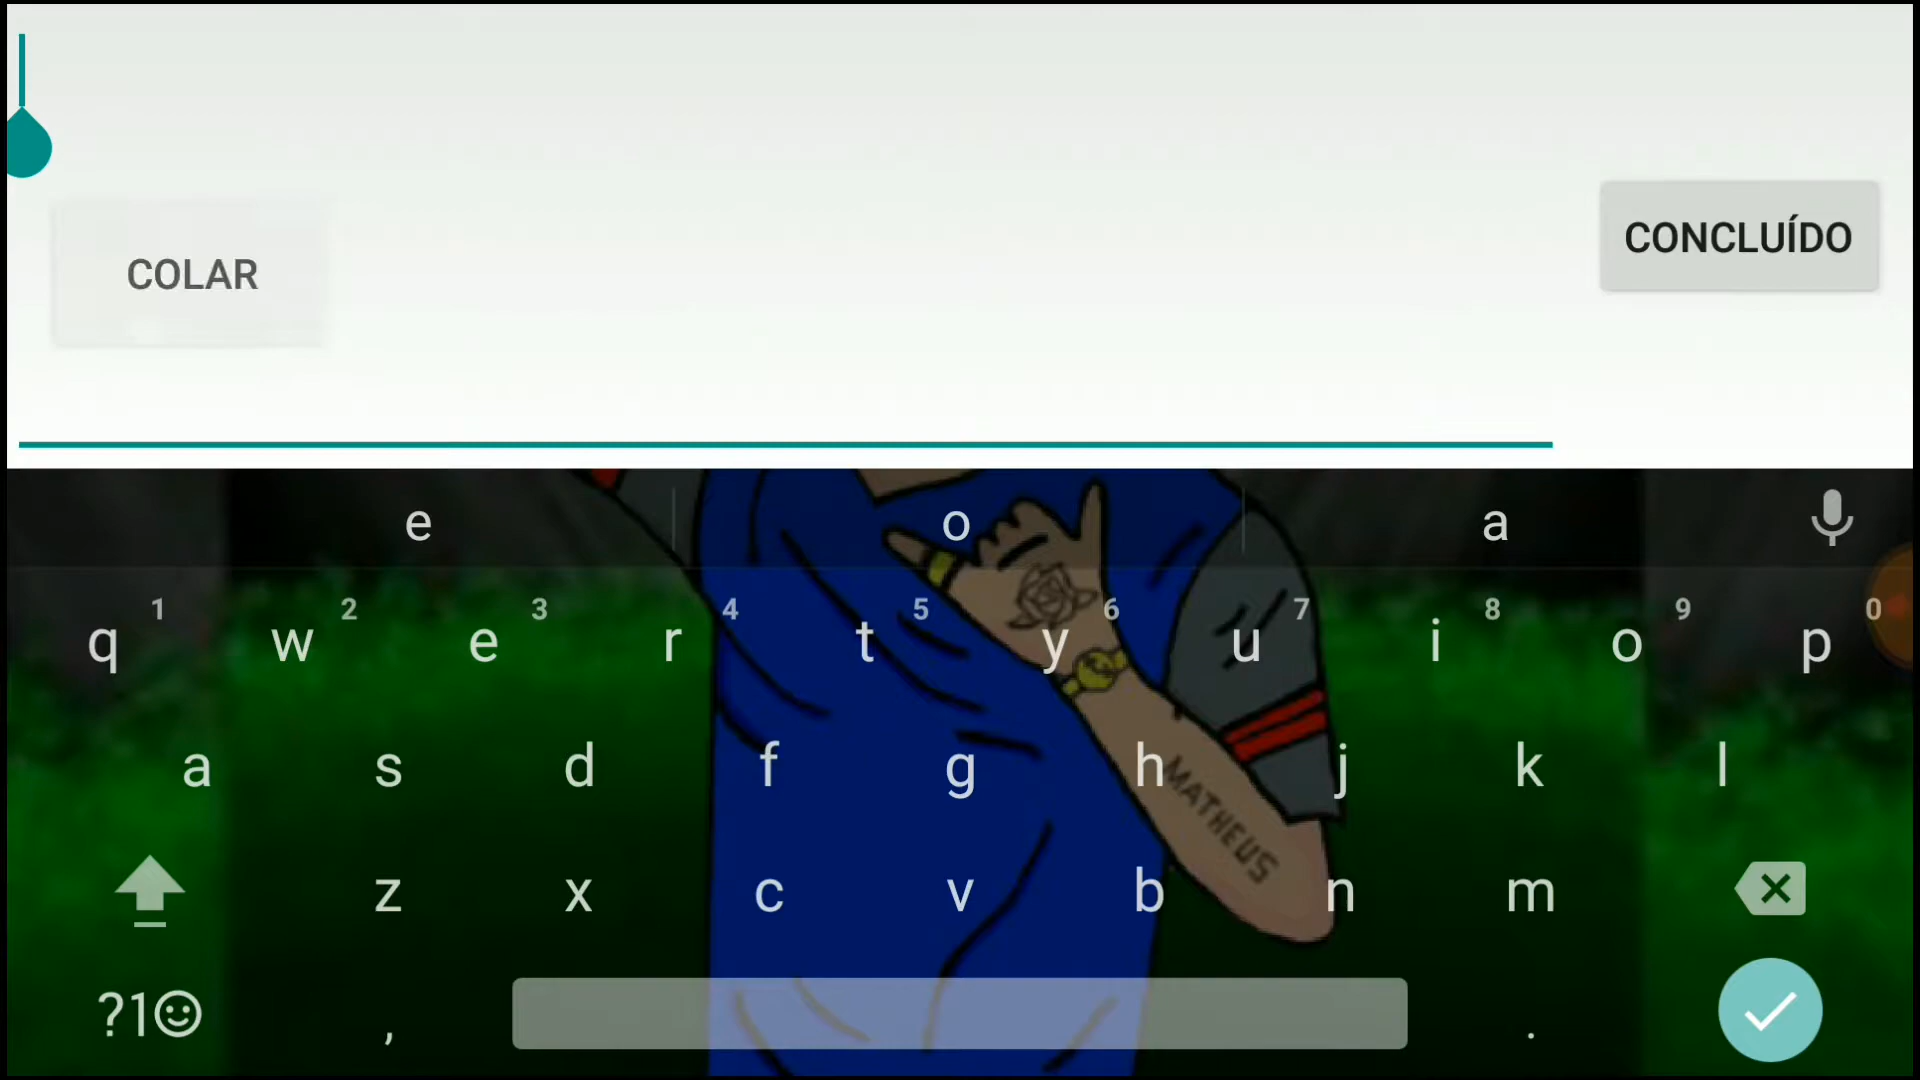 COLAR
CONCLUÍDO
e o a
1 2 3 4 5 6 7 8 9 0
q w e r t y u i o p
a s d f g h j k l
MATHEUS
z x c v b n m
?1☺ , .